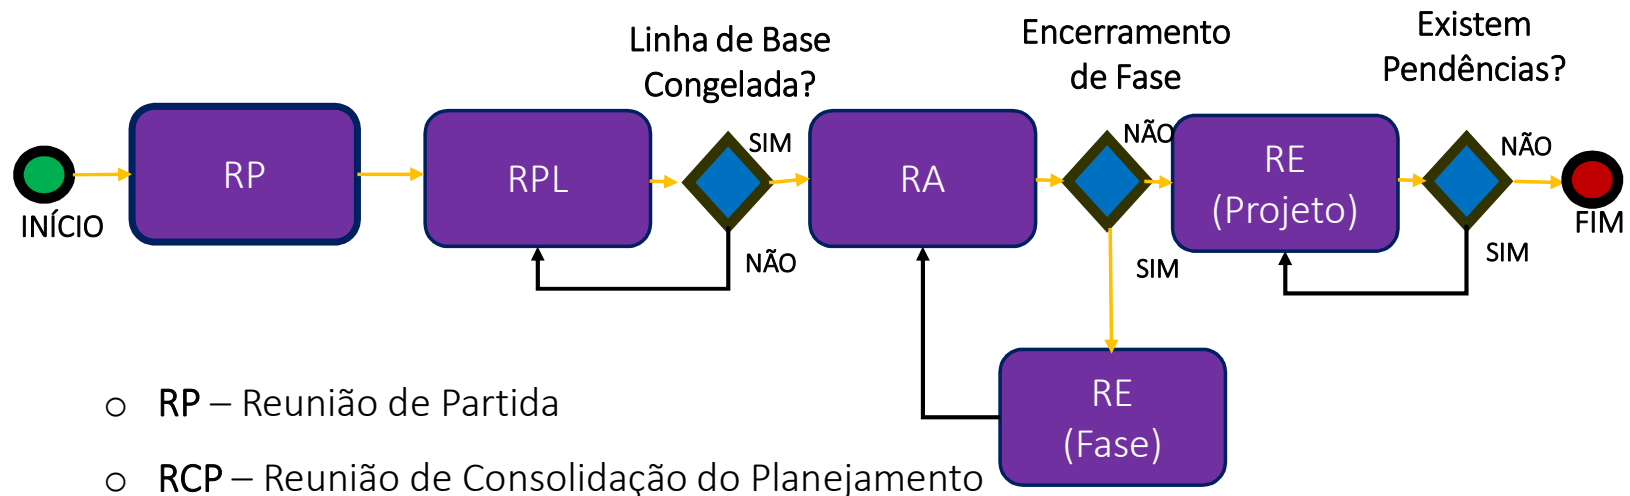 Linha de Base
Congelada?
Encerramento
de Fase
Existem
Pendências?
INÍCIO
RP
RPL
SIM
NÃO
RA
NÃO
SIM
RE
(Projeto)
NÃO
SIM
FIM
RE
(Fase)
o RP – Reunião de Partida
o RCP – Reunião de Consolidação do Planejamento